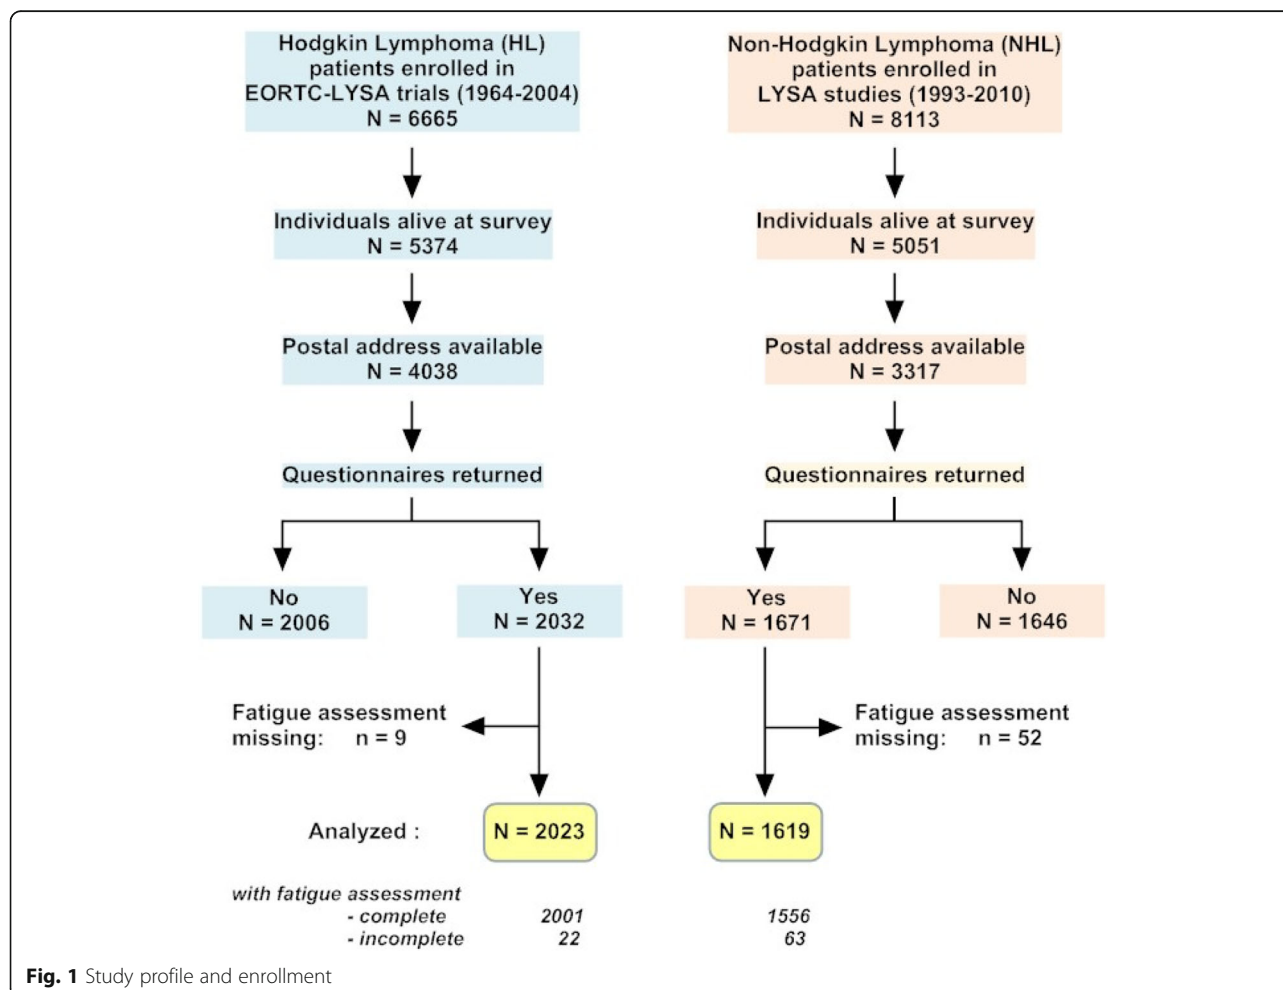 Hodgkin Lymphoma (HL)
patients enrolled in
EORTC-LYSA trials (1964-2004)
N = 6665
Non-Hodgkin Lymphoma (NHL)
patients enrolled in
LYSA studies (1993-2010)
N = 8113
Individuals alive at survey
N = 5374
Individuals alive at survey
N = 5051
Postal address available
N = 4038
Postal address available
N = 3317
Questionnaires returned
Questionnaires returned
No
N = 2006
Yes
N = 2032
Yes
N = 1671
No
N = 1646
Fatigue assessment
missing: n = 9
Fatigue assessment
missing: n = 52
Analyzed : N = 2023 N = 1619
with fatigue assessment
- complete 2001 1556
- incomplete 22 63
Fig. 1 Study profile and enrollment